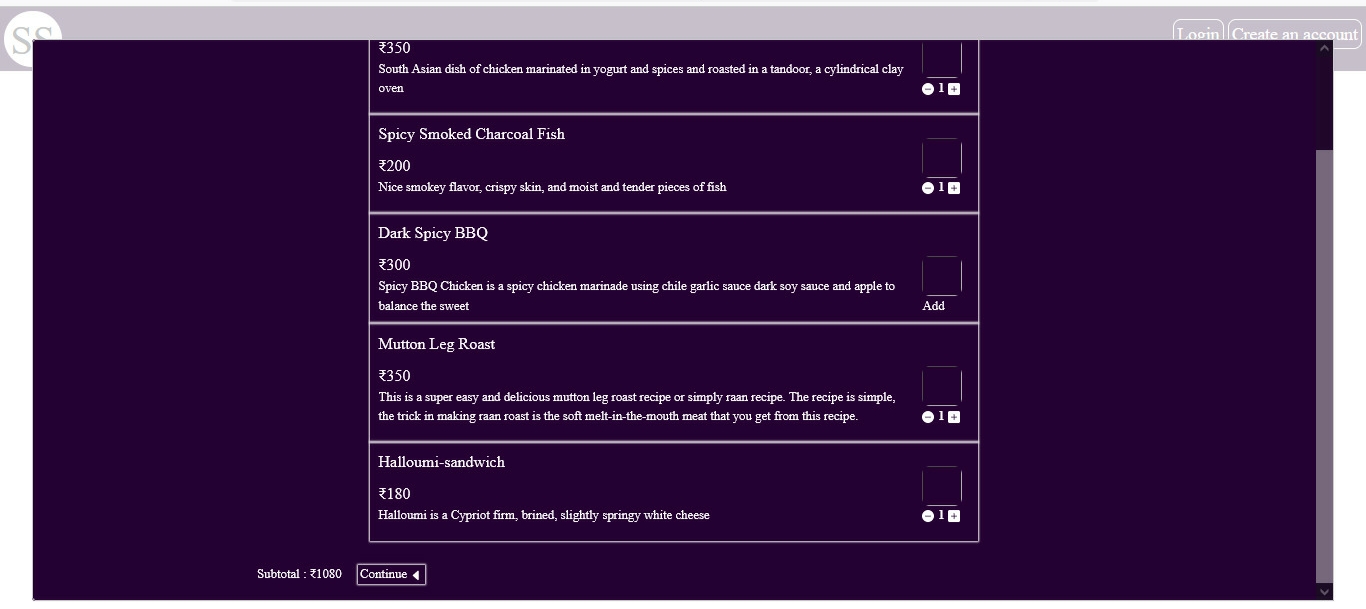 SS
Login Create an account
₹350
South Asian dish of chicken marinated in yogurt and spices and roasted in a tandoor, a cylindrical clay
oven
1
Spicy Smoked Charcoal Fish
₹200
Nice smokey flavor, crispy skin, and moist and tender pieces of fish
1
Dark Spicy BBQ
₹300
Spicy BBQ Chicken is a spicy chicken marinade using chile garlic sauce dark soy sauce and apple to
balance the sweet
Add
Mutton Leg Roast
₹350
This is a super easy and delicious mutton leg roast recipe or simply raan recipe. The recipe is simple,
the trick in making raan roast is the soft melt-in-the-mouth meat that you get from this recipe.
1
Halloumi-sandwich
₹180
Halloumi is a Cypriot firm, brined, slightly springy white cheese
1
Subtotal : ₹1080 Continue